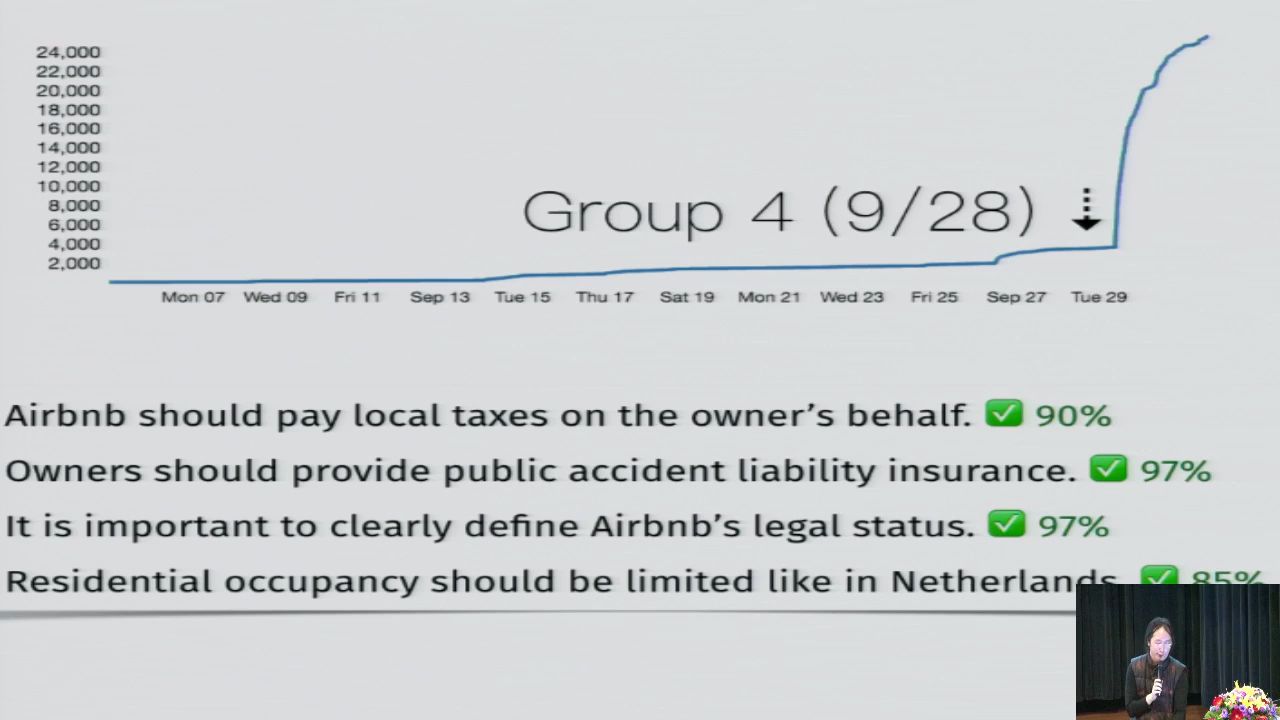 24,000
22,000
20,000
18,000
16,000
14,000
12,000
10,000
8,000
6,000
4,000
2,000
Group 4 (9/28)
Mon 07 Wed 09 Fri 11 Sep 13 Tue 15 Thu 17 Sat 19 Mon 21 Wed 23 Fri 25 Sep 27 Tue 29
Airbnb should pay local taxes on the owner’s behalf. ✅ 90%
Owners should provide public accident liability insurance. ✅ 97%
It is important to clearly define Airbnb’s legal status. ✅ 97%
Residential occupancy should be limited like in Netherlands. ✅ 85%